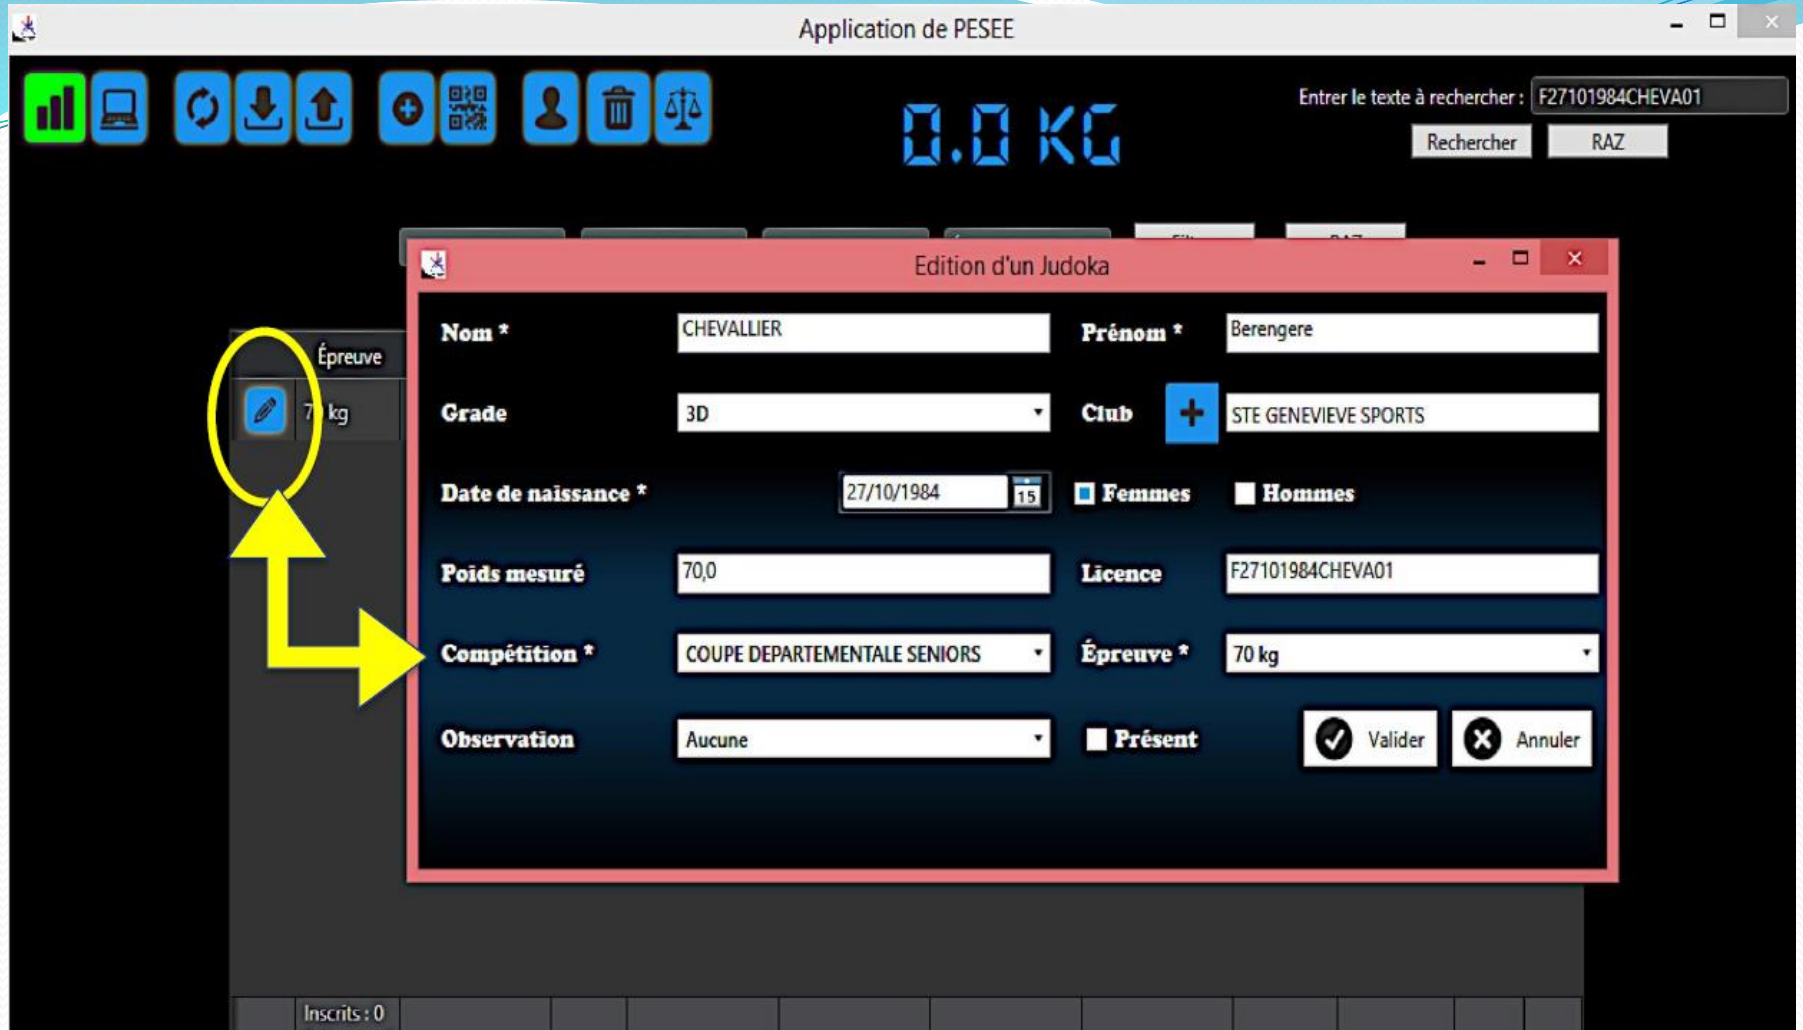 Application de PESEE
0.0 KG
Entrer le texte à rechercher : F27101984CHEVA01
Rechercher RAZ
Edition d'un Judoka
Épreuve
70 kg
Nom * CHEVALLIER Prénom * Berengere
Grade 3D Club STE GENEVIEVE SPORTS
Date de naissance * 27/10/1984 15 Femmes Hommes
Poids mesuré 70,0 Licence F27101984CHEVA01
Compétition * COUPE DEPARTEMENTALE SENIORS Épreuve * 70 kg
Observation Aucune Présent Valider Annuler
Inscrits : 0